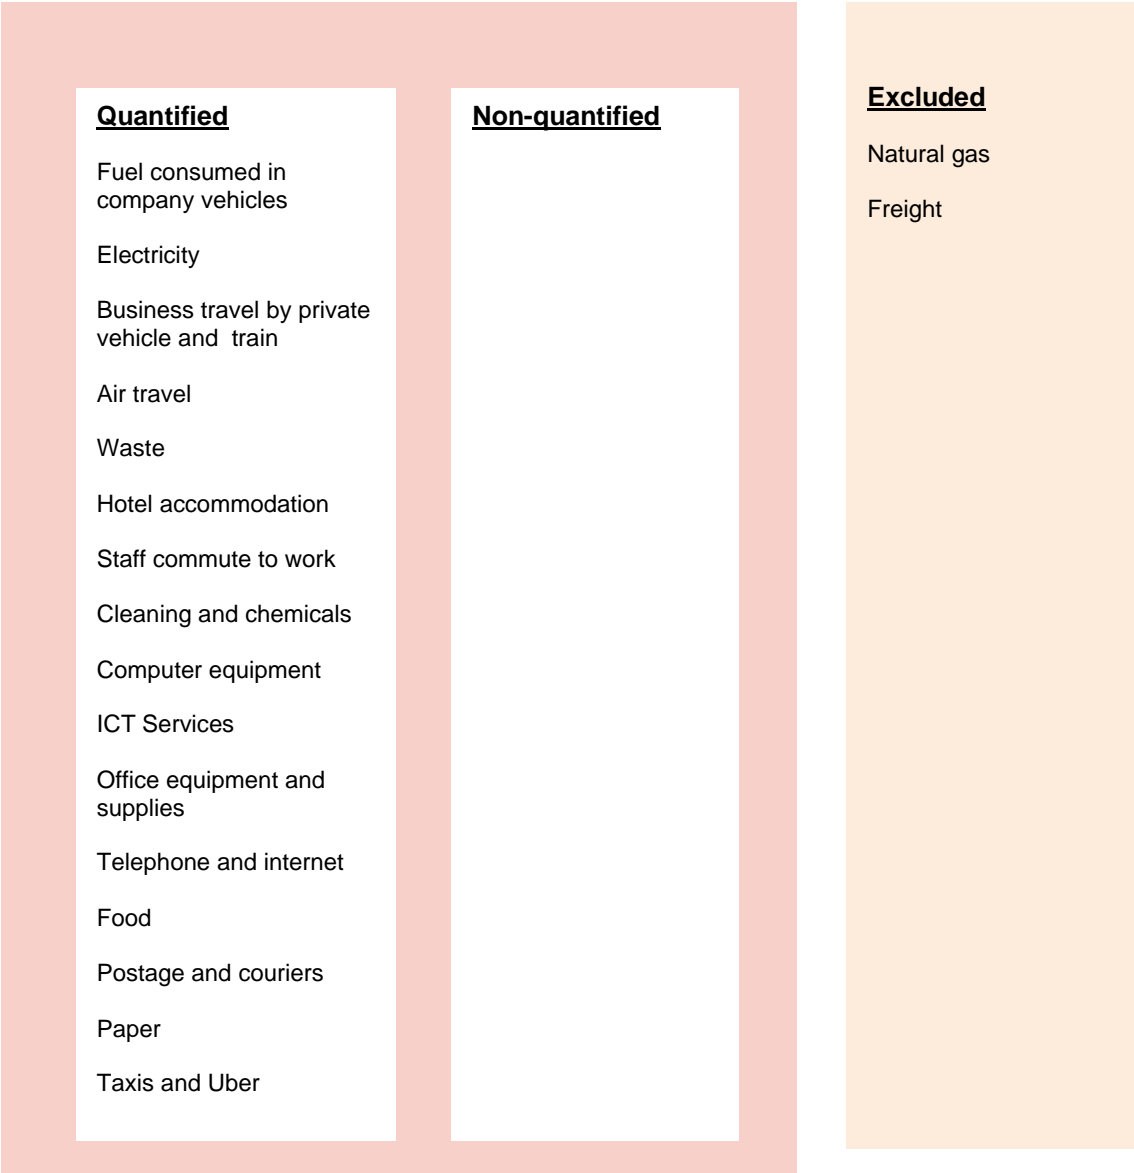 Quantified
Fuel consumed in
company vehicles
Electricity
Business travel by private
vehicle and  train
Air travel
Waste
Hotel accommodation
Staff commute to work
Cleaning and chemicals
Computer equipment
ICT Services
Office equipment and
supplies
Telephone and internet
Food
Postage and couriers
Paper
Taxis and Uber
Non-quantified
Excluded
Natural gas
Freight